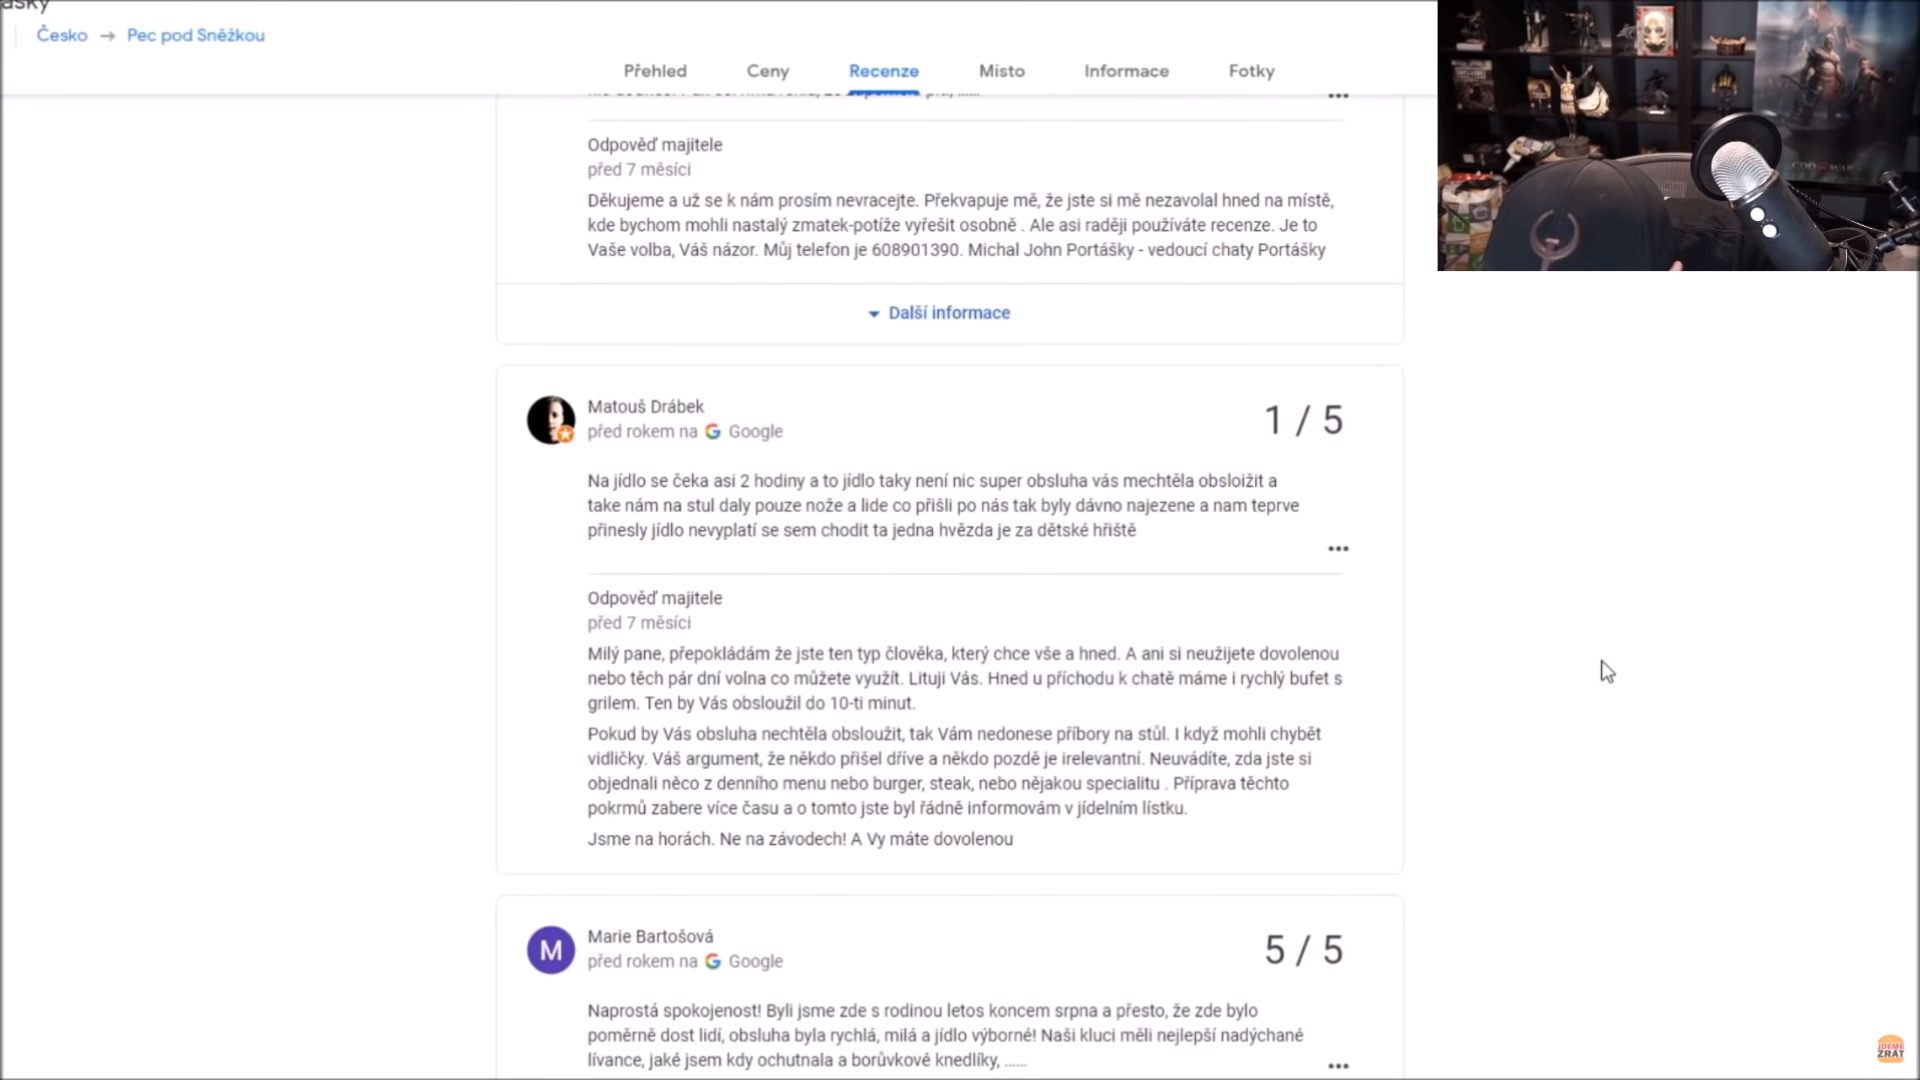 Česko → Pec pod Sněžkou
Přehled Ceny Recenze Místo Informace Fotky
Odpověď majitele
před 7 měsíci
Děkujeme a už se k nám prosím nevracejte. Překvapuje mě, že jste si mě nezavolal hned na místě,
kde bychom mohli nastalý zmatek-potíže vyřešit osobně . Ale asi raději používáte recenze. Je to
Vaše volba, Váš názor. Můj telefon je 608901390. Michal John Portášky - vedoucí chaty Portášky
Další informace
Matouš Drábek
1 / 5
před rokem na Google
Na jídlo se čeka asi 2 hodiny a to jídlo taky není nic super obsluha vás mechtěla obsloižit a
take nám na stul daly pouze nože a lide co přišli po nás tak byly dávno najezene a nam teprve
přinesly jídlo nevyplatí se sem chodit ta jedna hvězda je za dětské hřiště
Odpověď majitele
před 7 měsíci
Milý pane, přepokládám že jste ten typ člověka, který chce vše a hned. A ani si neužijete dovolenou
nebo těch pár dní volna co můžete využít. Lituji Vás. Hned u příchodu k chatě máme i rychlý bufet s
grilem. Ten by Vás obsloužil do 10-ti minut.
Pokud by Vás obsluha nechtěla obsloužit, tak Vám nedonese příbory na stůl. I když mohli chybět
vidličky. Váš argument, že někdo přišel dříve a někdo pozdě je irelevantní. Neuvádíte, zda jste si
objednali něco z denního menu nebo burger, steak, nebo nějakou specialitu . Příprava těchto
pokrmů zabere více času a o tomto jste byl řádně informovám v jídelním lístku.
Jsme na horách. Ne na závodech! A Vy máte dovolenou
M
Marie Bartošová
5 / 5
před rokem na Google
Naprostá spokojenost! Byli jsme zde s rodinou letos koncem srpna a přesto, že zde bylo
poměrně dost lidí, obsluha byla rychlá, milá a jídlo výborné! Naši kluci měli nejlepší nadýchané
lívance, jaké jsem kdy ochutnala a borůvkové knedlíky, ......
GOD OF WAR
JDEME
ŽRÁT